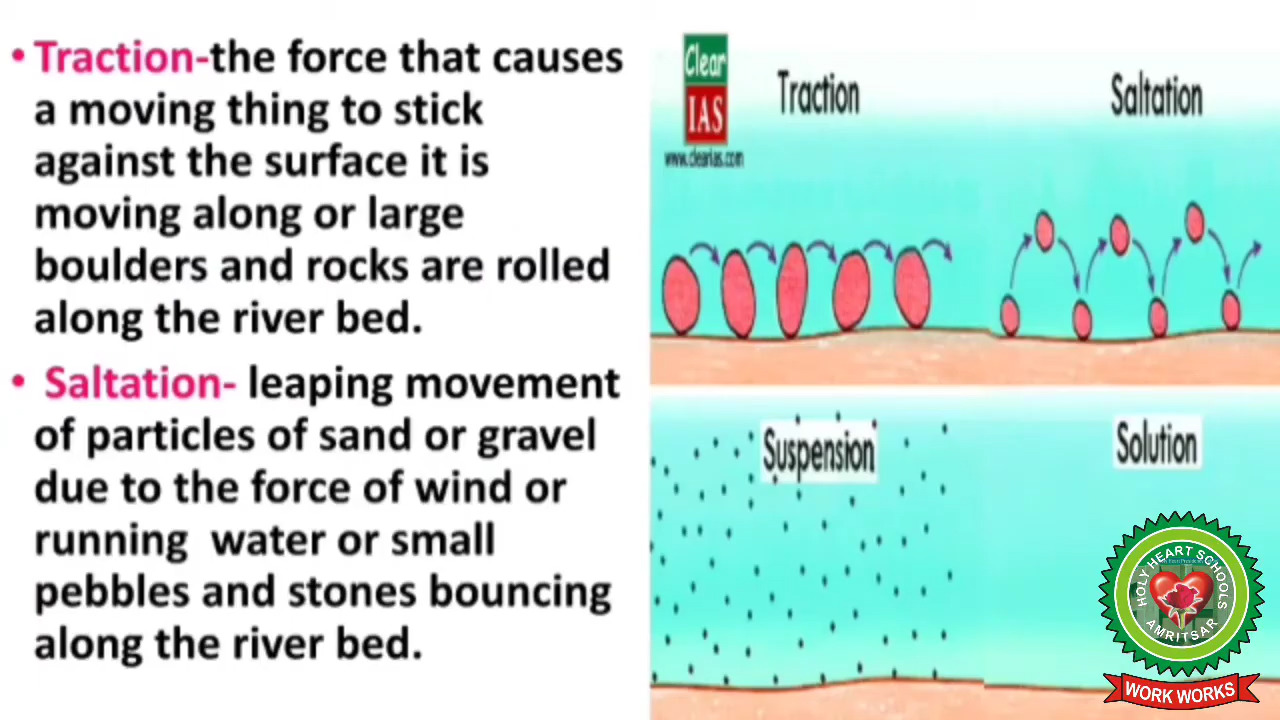 • Traction-the force that causes
a moving thing to stick
against the surface it is
moving along or large
boulders and rocks are rolled
along the river bed.
• Saltation- leaping movement
of particles of sand or gravel
due to the force of wind or
running water or small
pebbles and stones bouncing
along the river bed.
Clear
IAS
www.clearias.com
Traction
Saltation
Suspension
Solution
HOLY HEART SCHOOLS
AMRITSAR
WORK WORKS